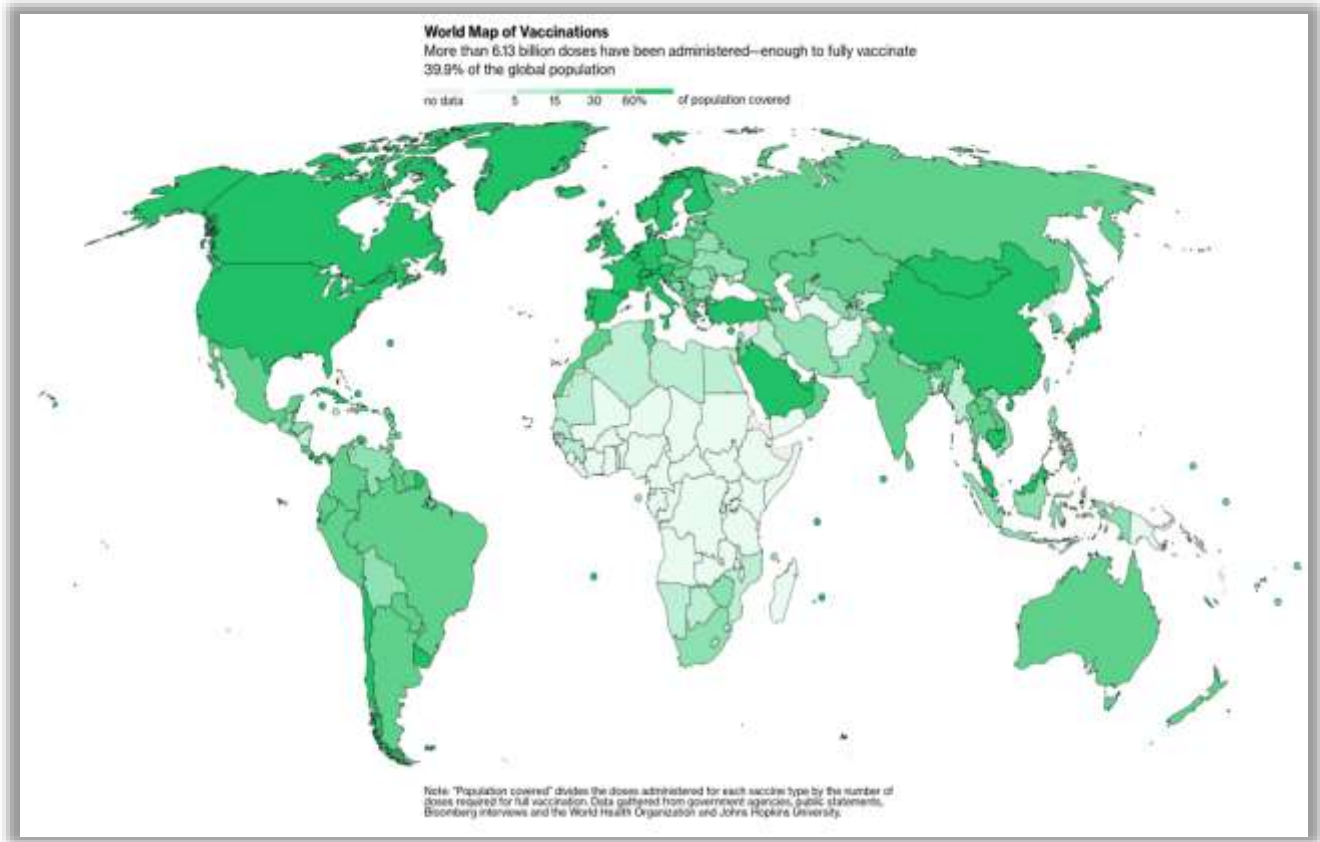 World Map of Vaccinations
More than 6.13 billion doses have been administered—enough to fully vaccinate
39.9% of the global population
no data 5 15 30 60% of population covered
Note: "Population covered" divides the doses administered for each vaccine type by the number of
doses required for full vaccination. Data gathered from government agencies, public statements,
Bloomberg interviews and the World Health Organization and Johns Hopkins University.